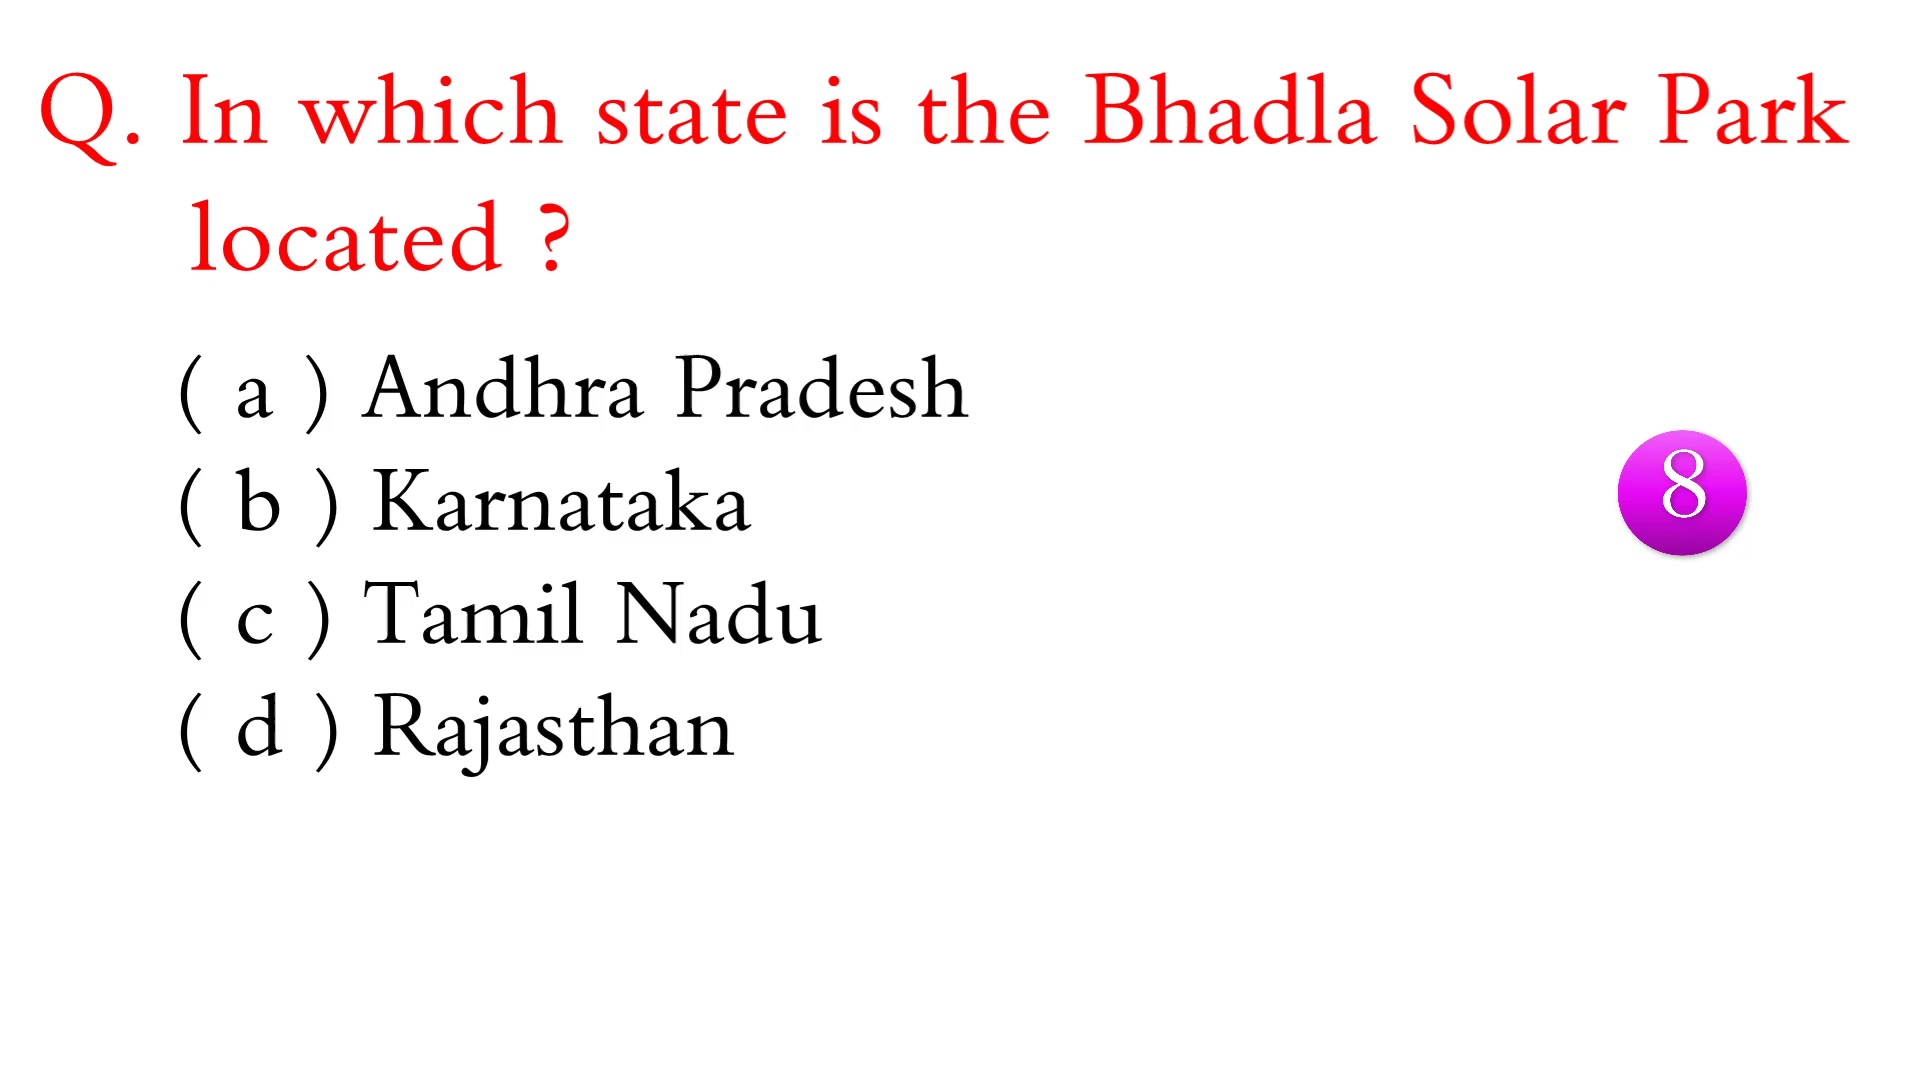 Q. In which state is the Bhadla Solar Park
located ?
( a ) Andhra Pradesh
( b ) Karnataka
8
( c ) Tamil Nadu
( d ) Rajasthan